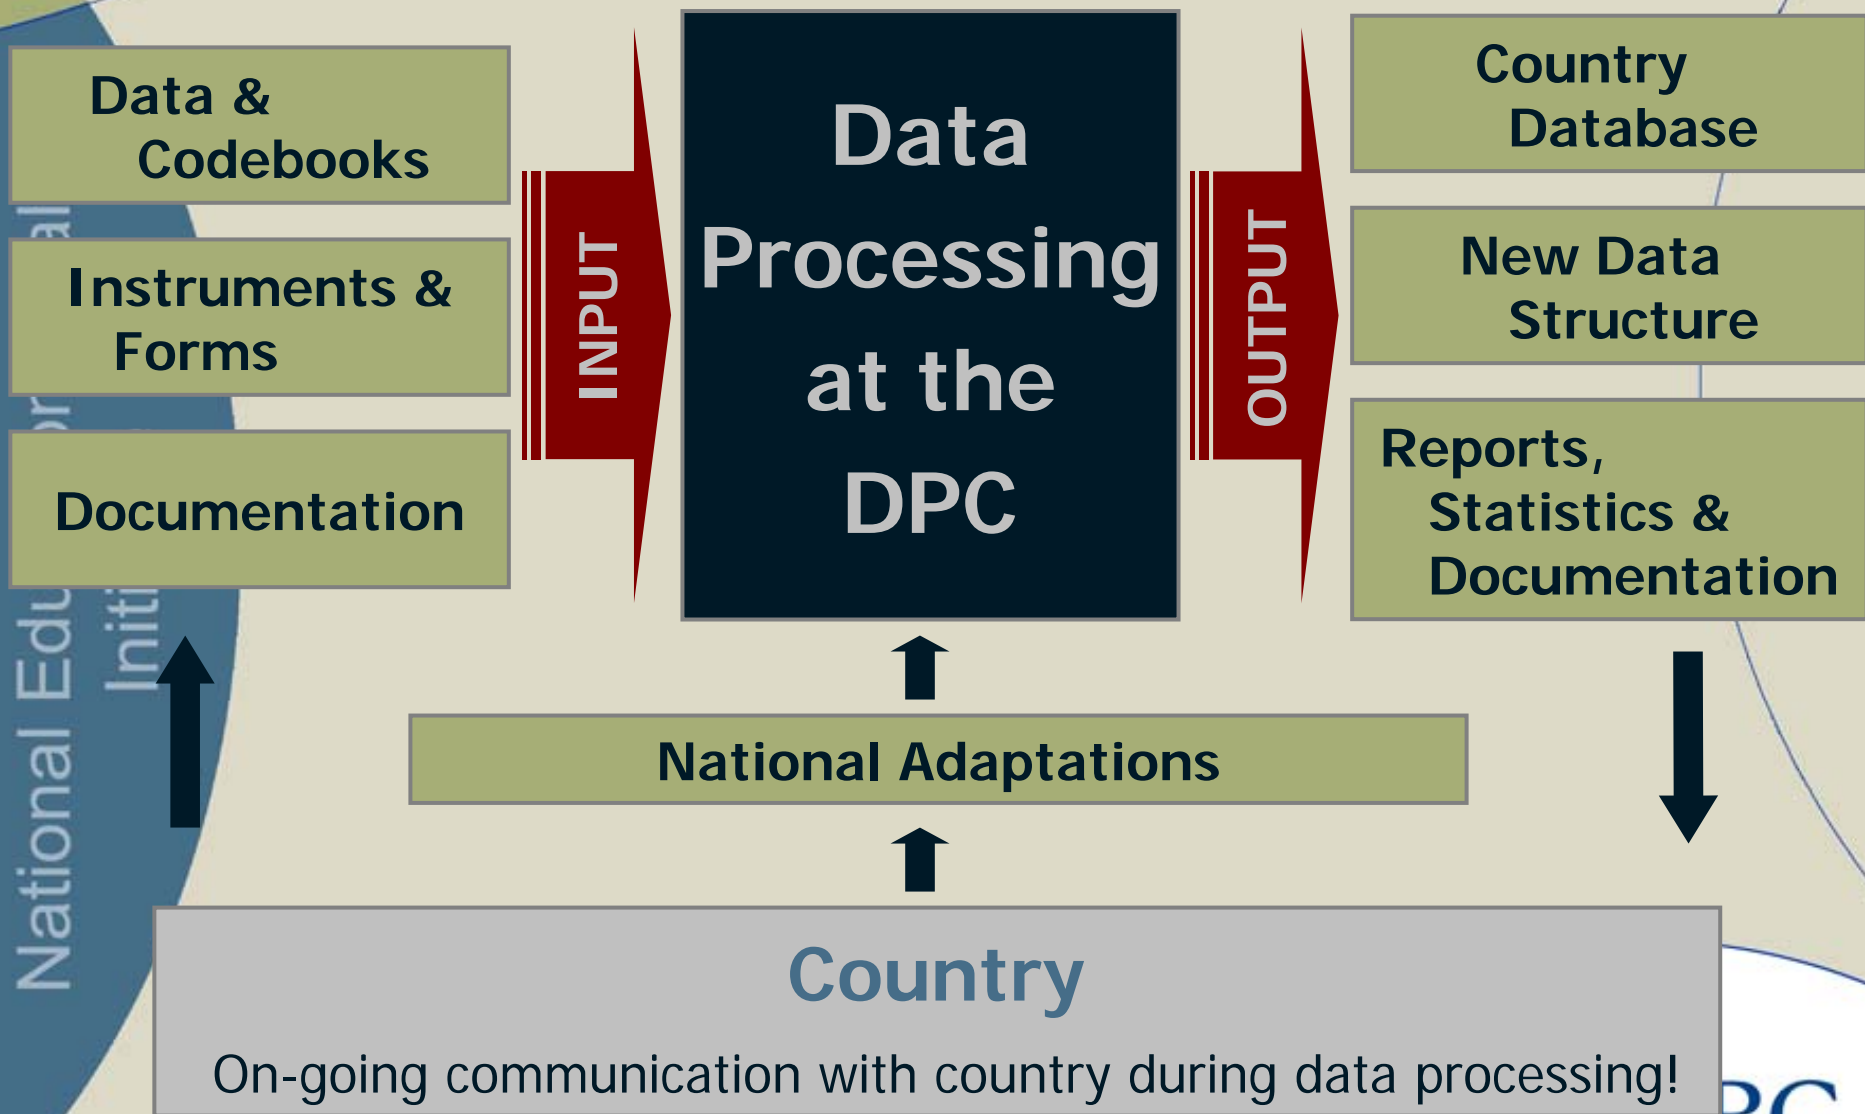 Data &
Codebooks
Instruments &
Forms
Documentation
INPUT
Data
Processing
at the
DPC
OUTPUT
Country
Database
New Data
Structure
Reports,
Statistics &
Documentation
National Adaptations
Country
On-going communication with country during data processing!
National